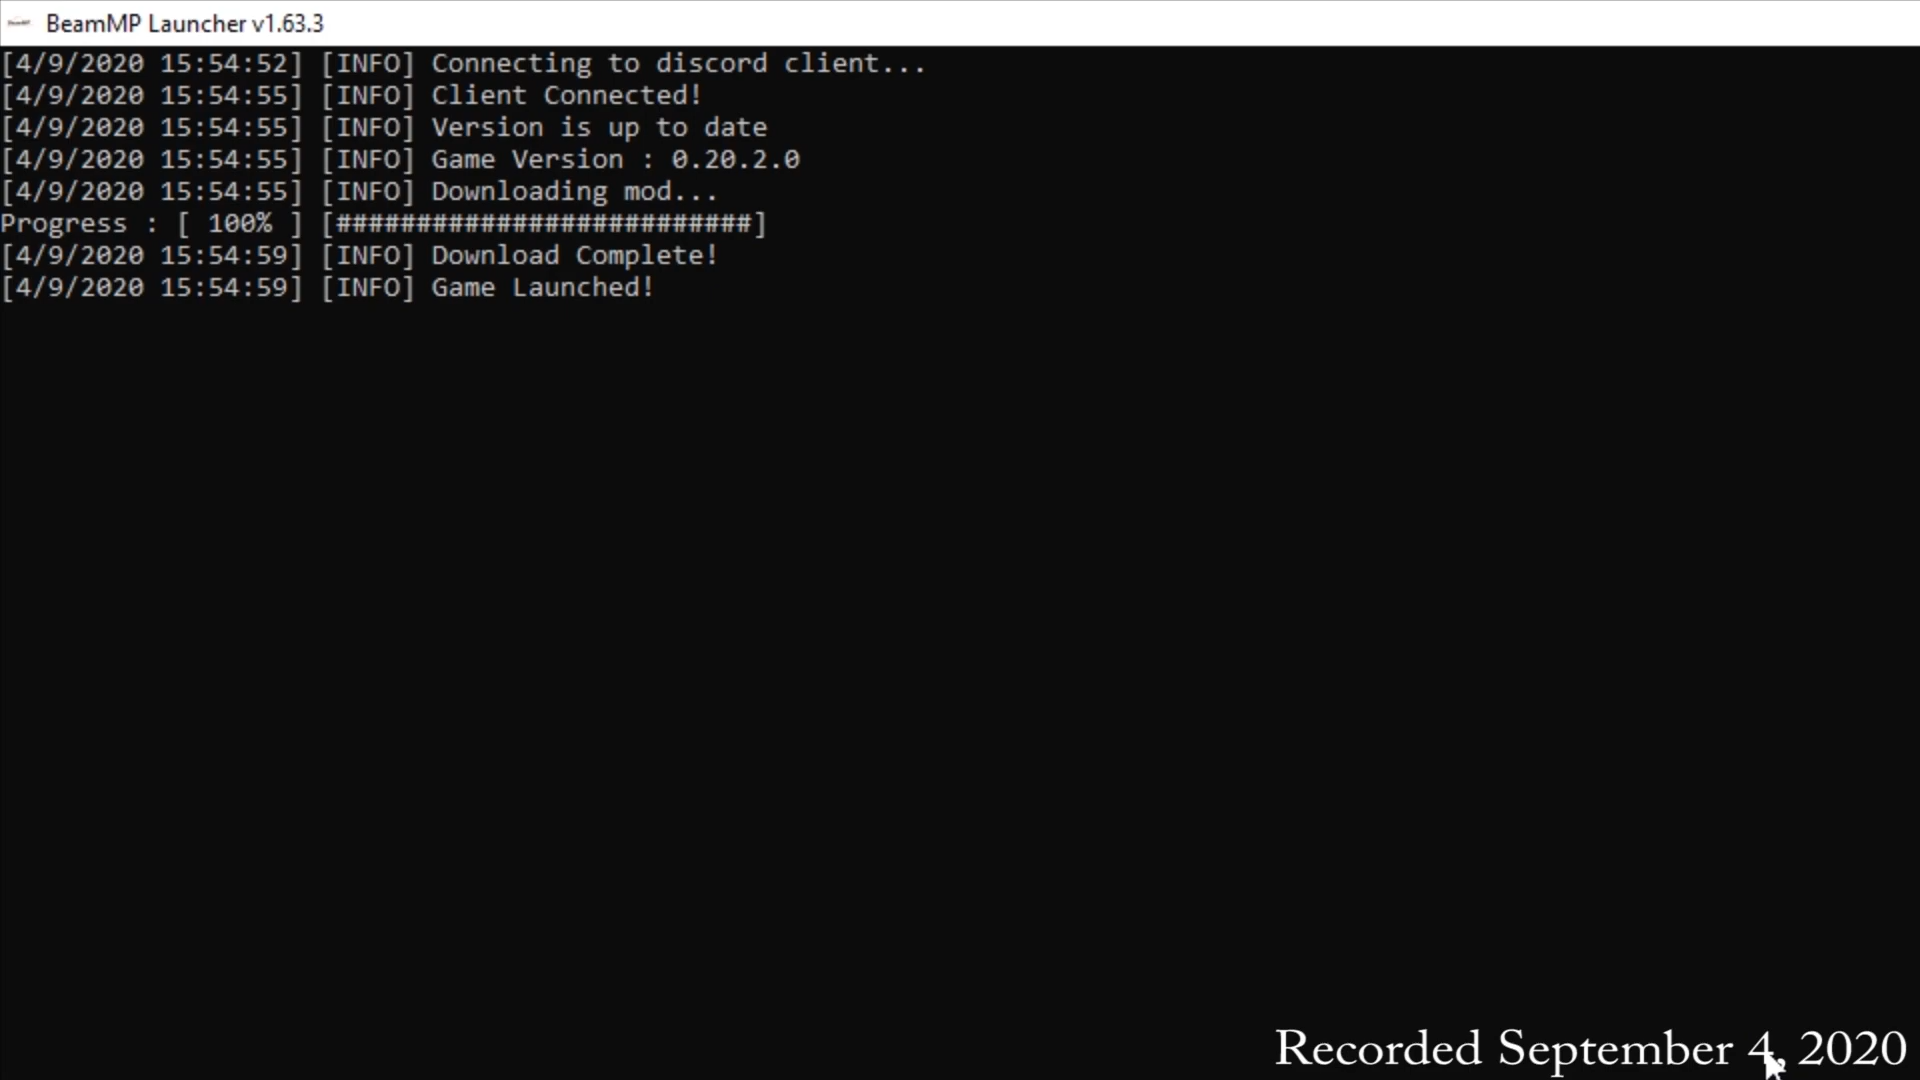 BeamMP Launcher v1.63.3
[4/9/2020 15:54:52] [INFO] Connecting to discord client...
[4/9/2020 15:54:55] [INFO] Client Connected!
[4/9/2020 15:54:55] [INFO] Version is up to date
[4/9/2020 15:54:55] [INFO] Game Version : 0.20.2.0
[4/9/2020 15:54:55] [INFO] Downloading mod...
Progress : [ 100% ] [##########################]
[4/9/2020 15:54:59] [INFO] Download Complete!
[4/9/2020 15:54:59] [INFO] Game Launched!
Recorded September 4, 2020